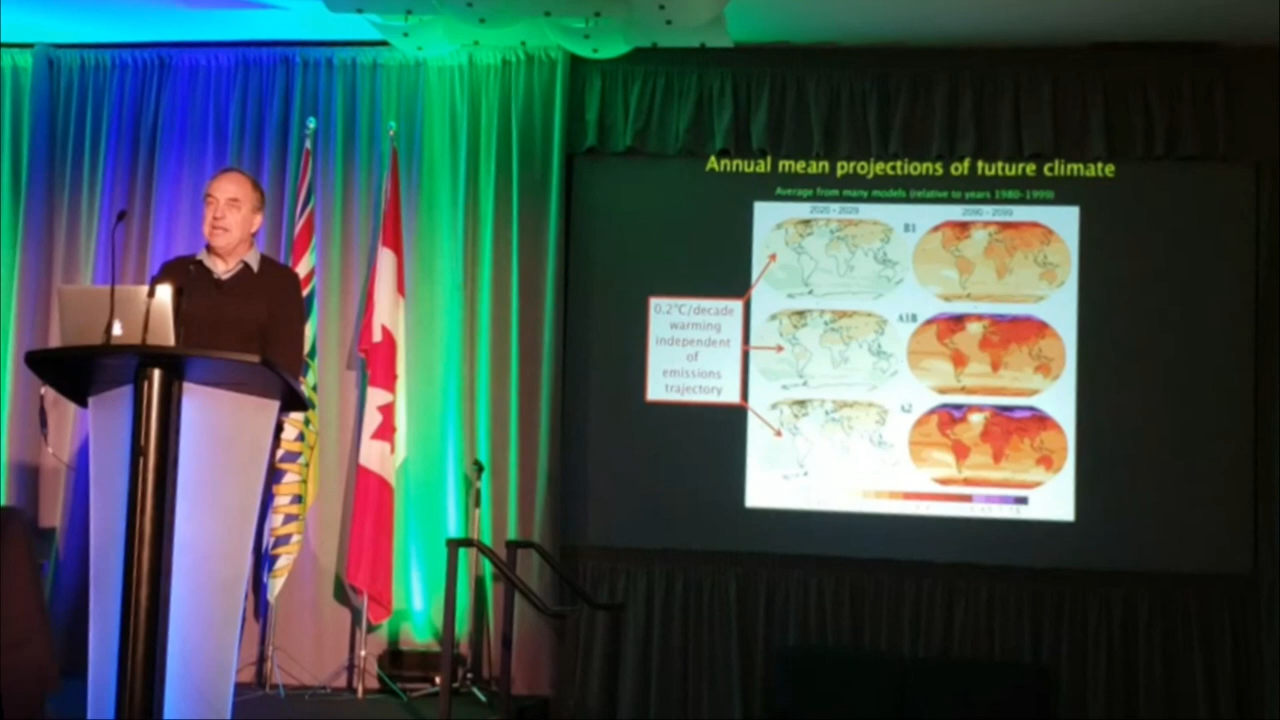 Annual mean projections of future climate
Average from many models (relative to years 1980-1999)
2020 - 2029
2090 - 2099
B1
0.2°C/decade
warming
independent
of
emissions
trajectory
A1B
A2